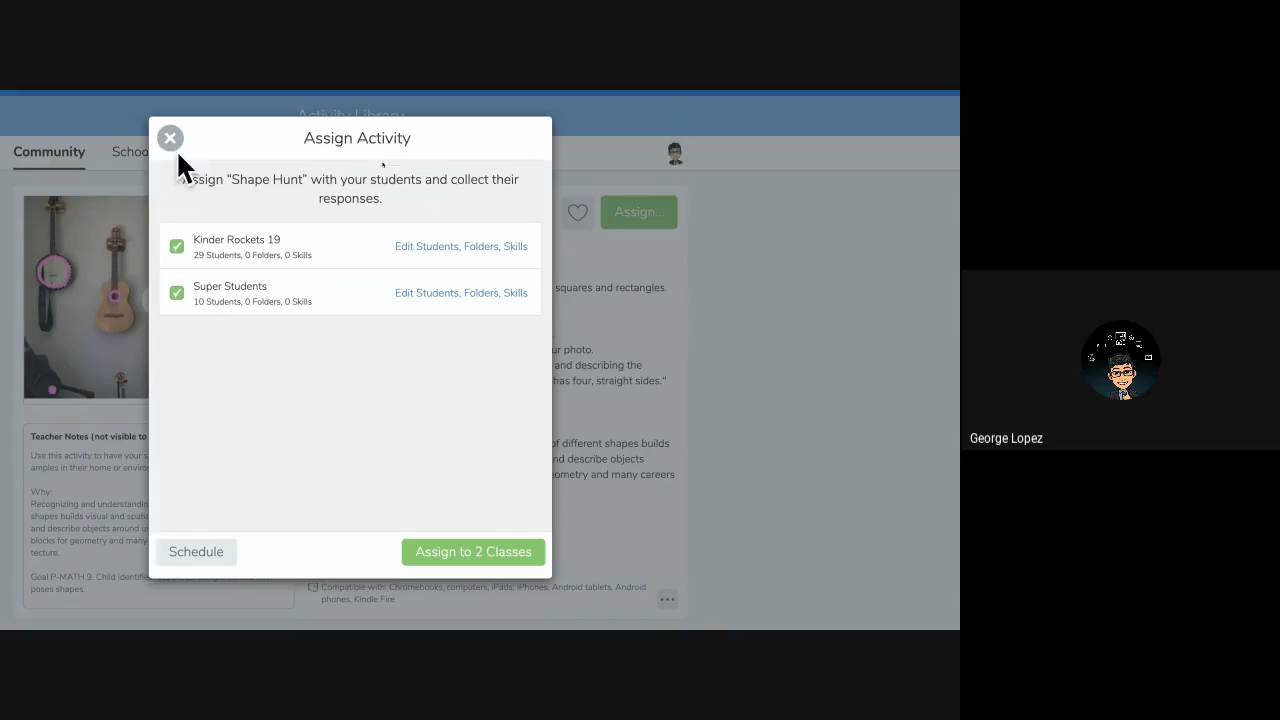 Activity Library
Community
Schoo
Assign Activity
Assign “Shape Hunt” with your students and collect their
responses.
Assign...
Kinder Rockets 19
29 Students, 0 Folders, 0 Skills
Edit Students, Folders, Skills
Super Students
10 Students, 0 Folders, 0 Skills
Edit Students, Folders, Skills
squares and rectangles.
ur photo.
and describing the
has four, straight sides."
of different shapes builds
nd describe objects
eometry and many careers
Teacher Notes (not visible to
Use this activity to have your s
amples in their home or enviro
Why:
Recognizing and understandin
shapes builds visual and spatia
and describe objects around u
blocks for geometry and many
tecture.
Goal P-MATH 9. Child identifie
poses shapes.
Schedule
Assign to 2 Classes
Compatible with: Chromebooks, computers, iPads, iPhones, Android tablets, Android
phones, Kindle Fire
George Lopez